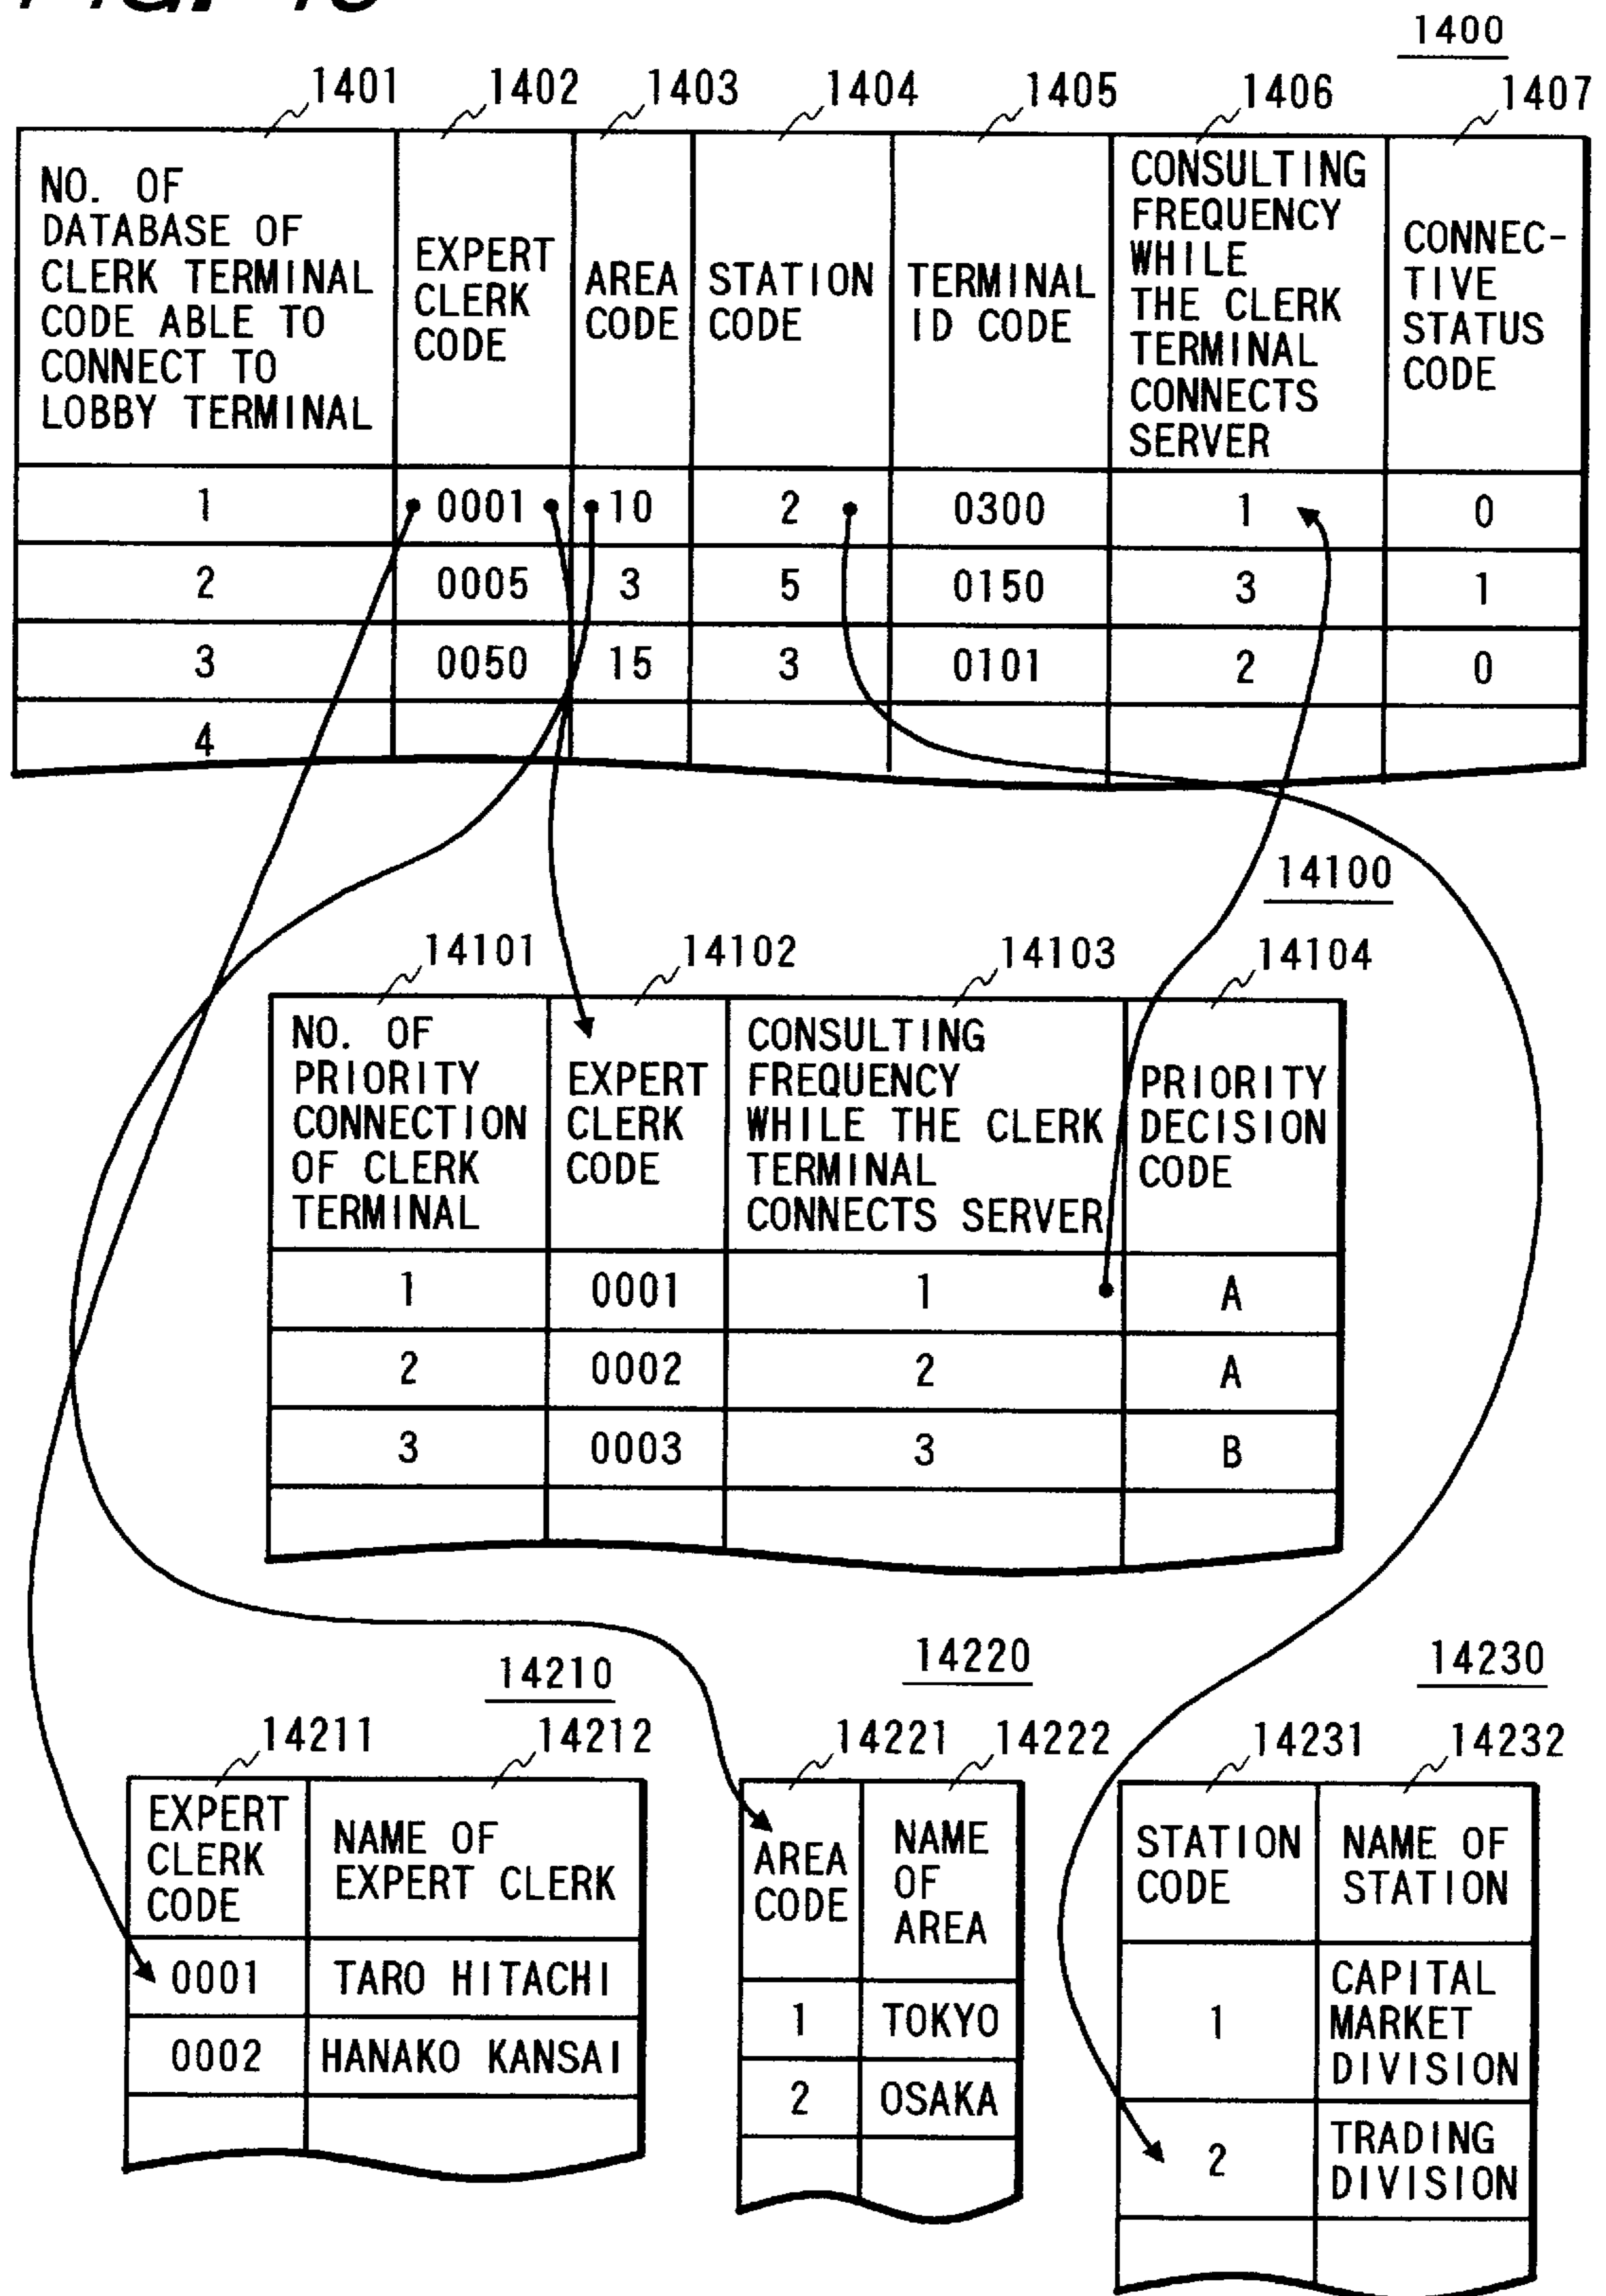 1400
1401 1402 1403 1404 1405 1406 1407
NO. OF
DATABASE OF
CLERK TERMINAL
CODE ABLE TO
CONNECT TO
LOBBY TERMINAL
EXPERT
CLERK
CODE
AREA
CODE
STATION
CODE
TERMINAL
ID CODE
CONSULTING
FREQUENCY
WHILE
THE CLERK
TERMINAL
CONNECTS
SERVER
CONNEC-
TIVE
STATUS
CODE
1 0001 10 2 0300 1 0
2 0005 3 5 0150 3 1
3 0050 15 3 0101 2 0
4
14100
14101 14102 14103 14104
NO. OF
PRIORITY
CONNECTION
OF CLERK
TERMINAL
EXPERT
CLERK
CODE
CONSULTING
FREQUENCY
WHILE THE CLERK
TERMINAL
CONNECTS SERVER
PRIORITY
DECISION
CODE
1 0001 1 A
2 0002 2 A
3 0003 3 B
14210
14211 14212
EXPERT
CLERK
CODE
NAME OF
EXPERT CLERK
0001 TARO HITACHI
0002 HANAKO KANSAI
14220
14221 14222
AREA
CODE
NAME
OF
AREA
1 TOKYO
2 OSAKA
14230
14231 14232
STATION
CODE
NAME OF
STATION
1
CAPITAL
MARKET
DIVISION
2
TRADING
DIVISION